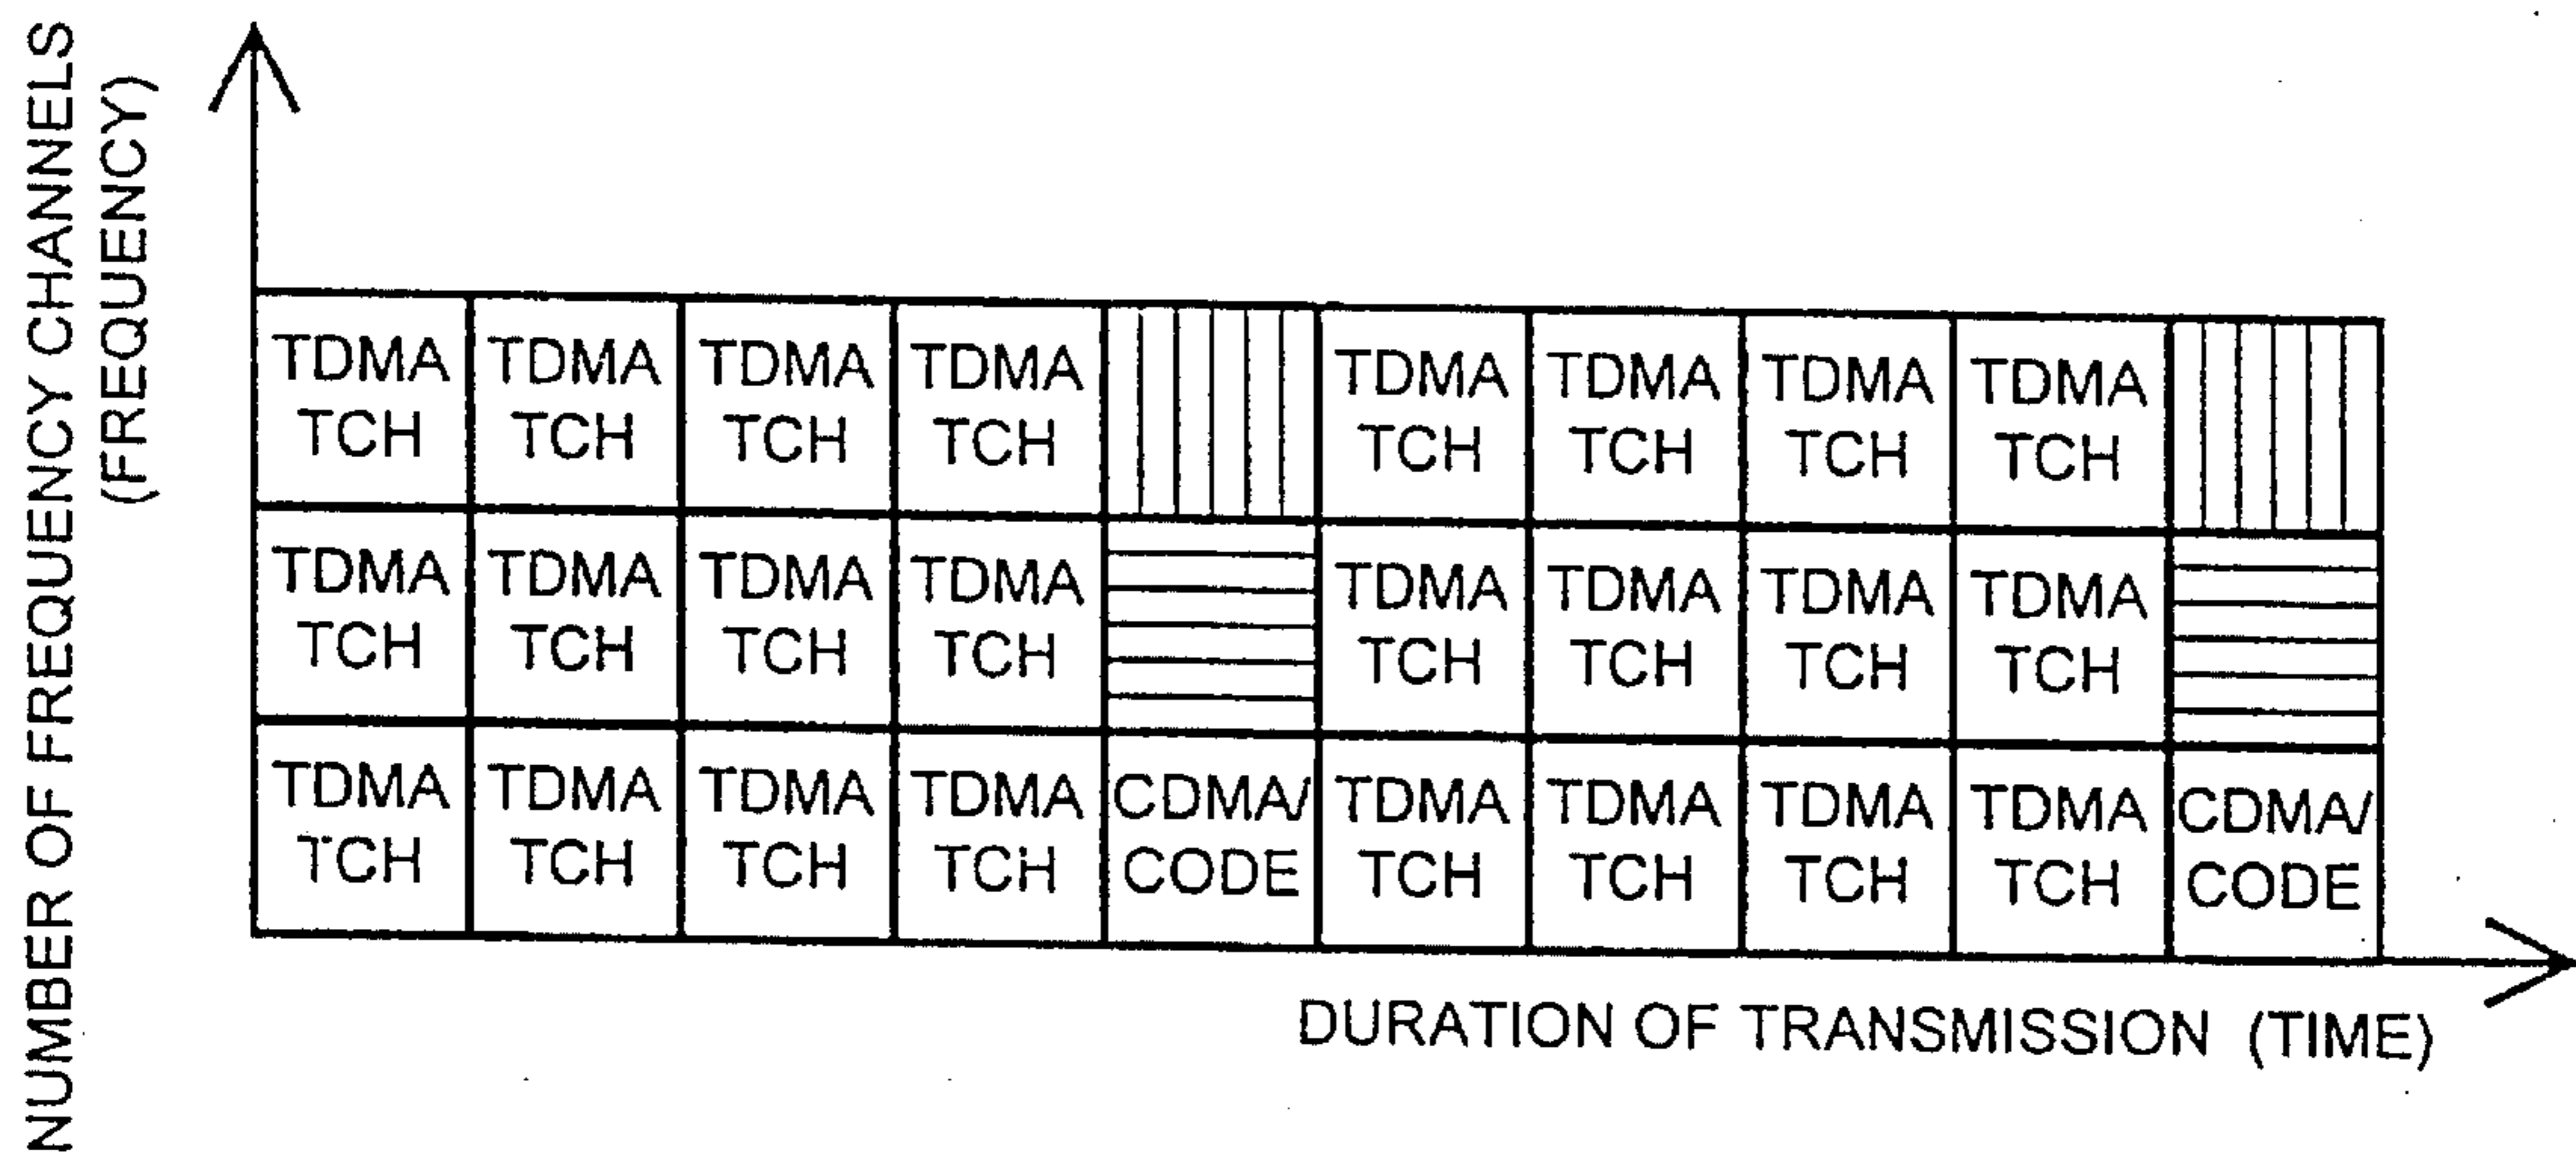 NUMBER OF FREQUENCY CHANNELS
(FREQUENCY)
TDMA TDMA TDMA TDMA TDMA TDMA TDMA TDMA
TCH TCH TCH TCH TCH TCH TCH TCH
TDMA TDMA TDMA TDMA TDMA TDMA TDMA TDMA
TCH TCH TCH TCH TCH TCH TCH TCH
TDMA TDMA TDMA TDMA CDMA/ TDMA TDMA TDMA TDMA CDMA/
TCH TCH TCH TCH CODE TCH TCH TCH TCH CODE
DURATION OF TRANSMISSION (TIME)